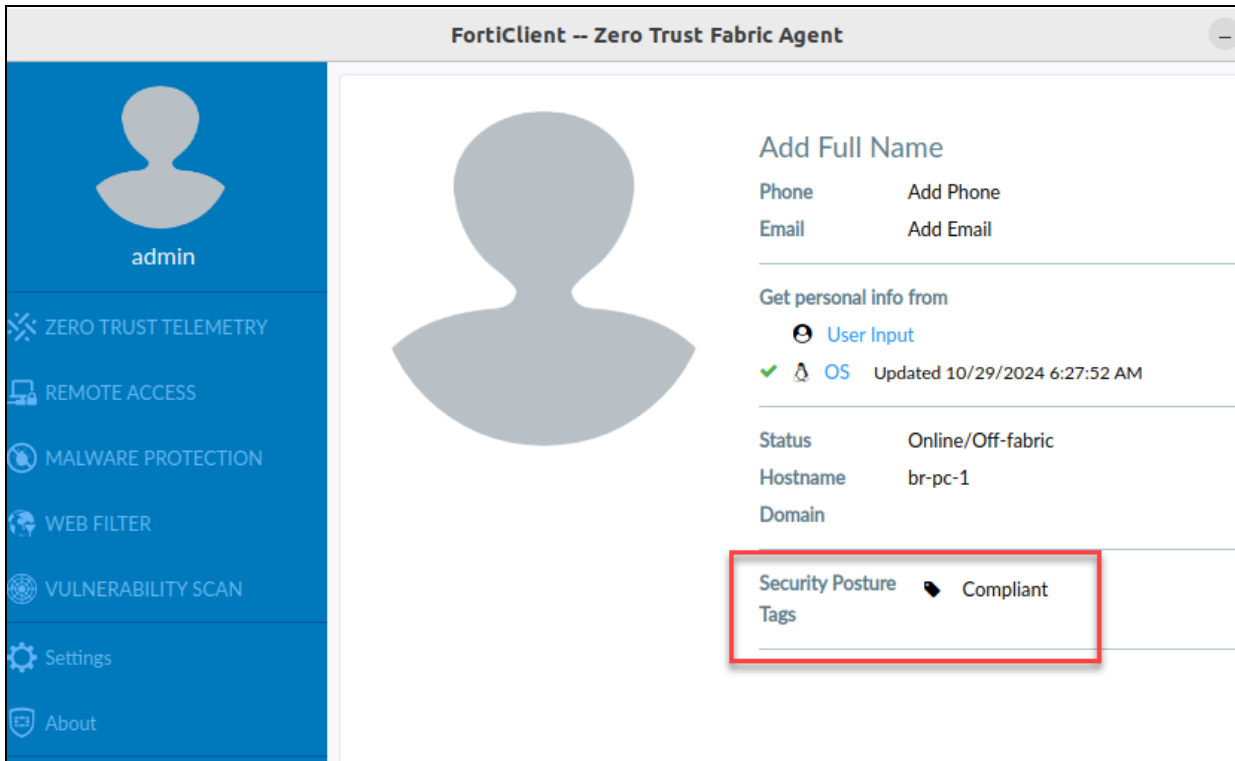 FortiClient -- Zero Trust Fabric Agent
admin
ZERO TRUST TELEMETRY
REMOTE ACCESS
MALWARE PROTECTION
WEB FILTER
VULNERABILITY SCAN
Settings
About
Add Full Name
Phone Add Phone
Email Add Email
Get personal info from
User Input
OS Updated 10/29/2024 6:27:52 AM
Status Online/Off-fabric
Hostname br-pc-1
Domain
Security Posture Compliant
Tags